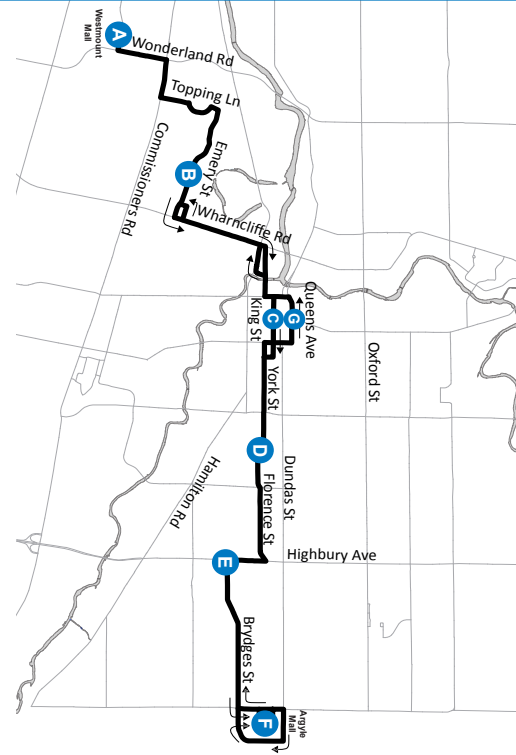 A
Westmount
Mall
Wonderland Rd
Topping Ln
Commissioners Rd
Emery St
B
Wharncliffe Rd
Queens Ave
G
C
King St
Oxford St
York St
D
Dundas St
Florence St
Hamilton Rd
Highbury Ave
E
Brydges St
Argyle
Mall
F